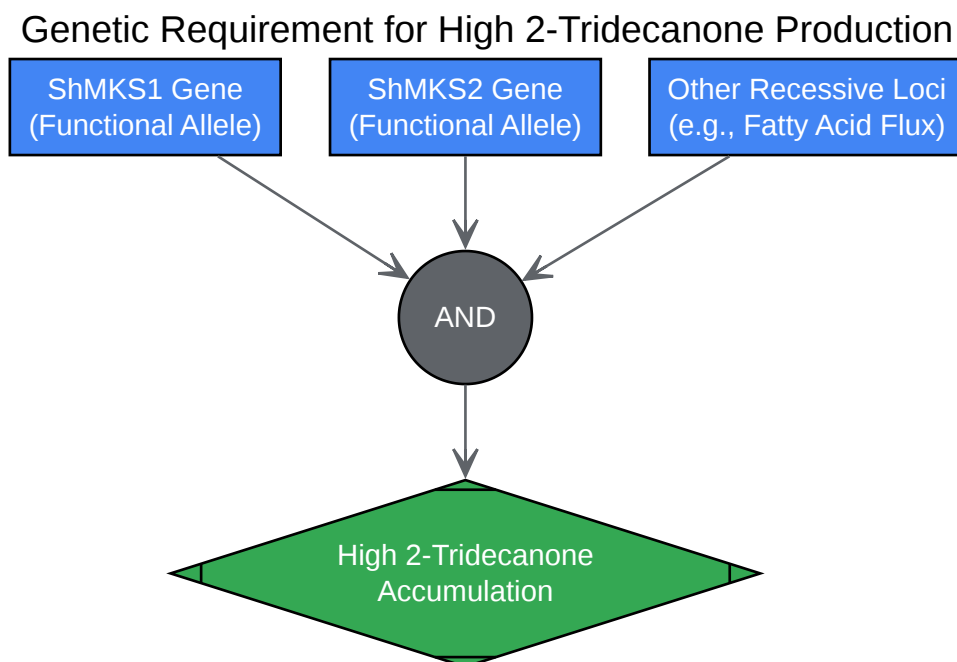 Genetic Requirement for High 2-Tridecanone Production
ShMKS1 Gene
(Functional Allele)
ShMKS2 Gene
(Functional Allele)
Other Recessive Loci
(e.g., Fatty Acid Flux)
AND
High 2-Tridecanone
Accumulation